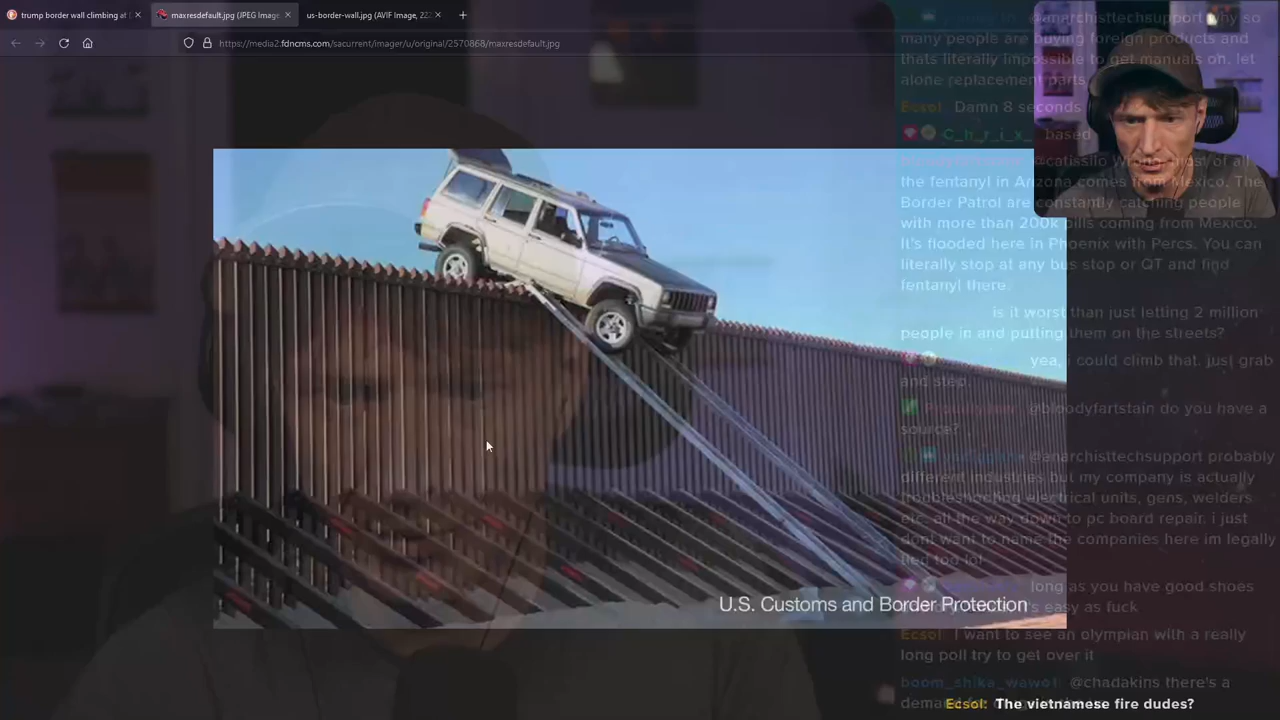 trump border wall climbing at
maxresdefault.jpg (JPEG Image
us-border-wall.jpg (AVIF Image, 222
https://media2.fdncms.com/sacurrent/imager/u/original/2570868/maxresdefault.jpg
@anarchisttechsupport why so
many people are buying foreign products and
thats literally impossible to get manuals on. let
alone replacement parts
Ecsol: Damn 8 seconds
C_h_r_i_x_ based
of all
the fentanyl in Arizona comes from Mexico. The
Border Patrol are constantly catching people
with more than 200k pills coming from Mexico.
It's flooded here in Phoenix with Percs. You can
literally stop at any bus stop or QT and find
fentanyl there.
is it worst than just letting 2 million
people in and putting them on the streets?
yea, i could climb that. just grab
and step.
@bloodyfartstain do you have a
source?
@anarchisttechsupport probably
different industries but my company is actually
troubleshooting electrical units, gens, welders
etc. all the way down to pc board repair. i just
dont want to name the companies here im legally
tied too lol
long as you have good shoes
easy as fuck
U.S. Customs and Border Protection
Ecsol: I want to see an olympian with a really
long poll try to get over it
boom_shika_wawot: @chadakins there's a
Ecsol: The vietnamese fire dudes?